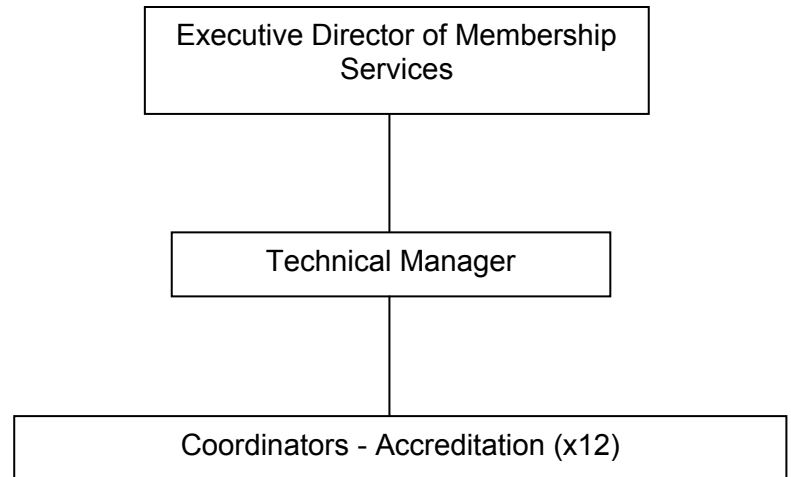 Executive Director of Membership
Services
Technical Manager
Coordinators - Accreditation (x12)